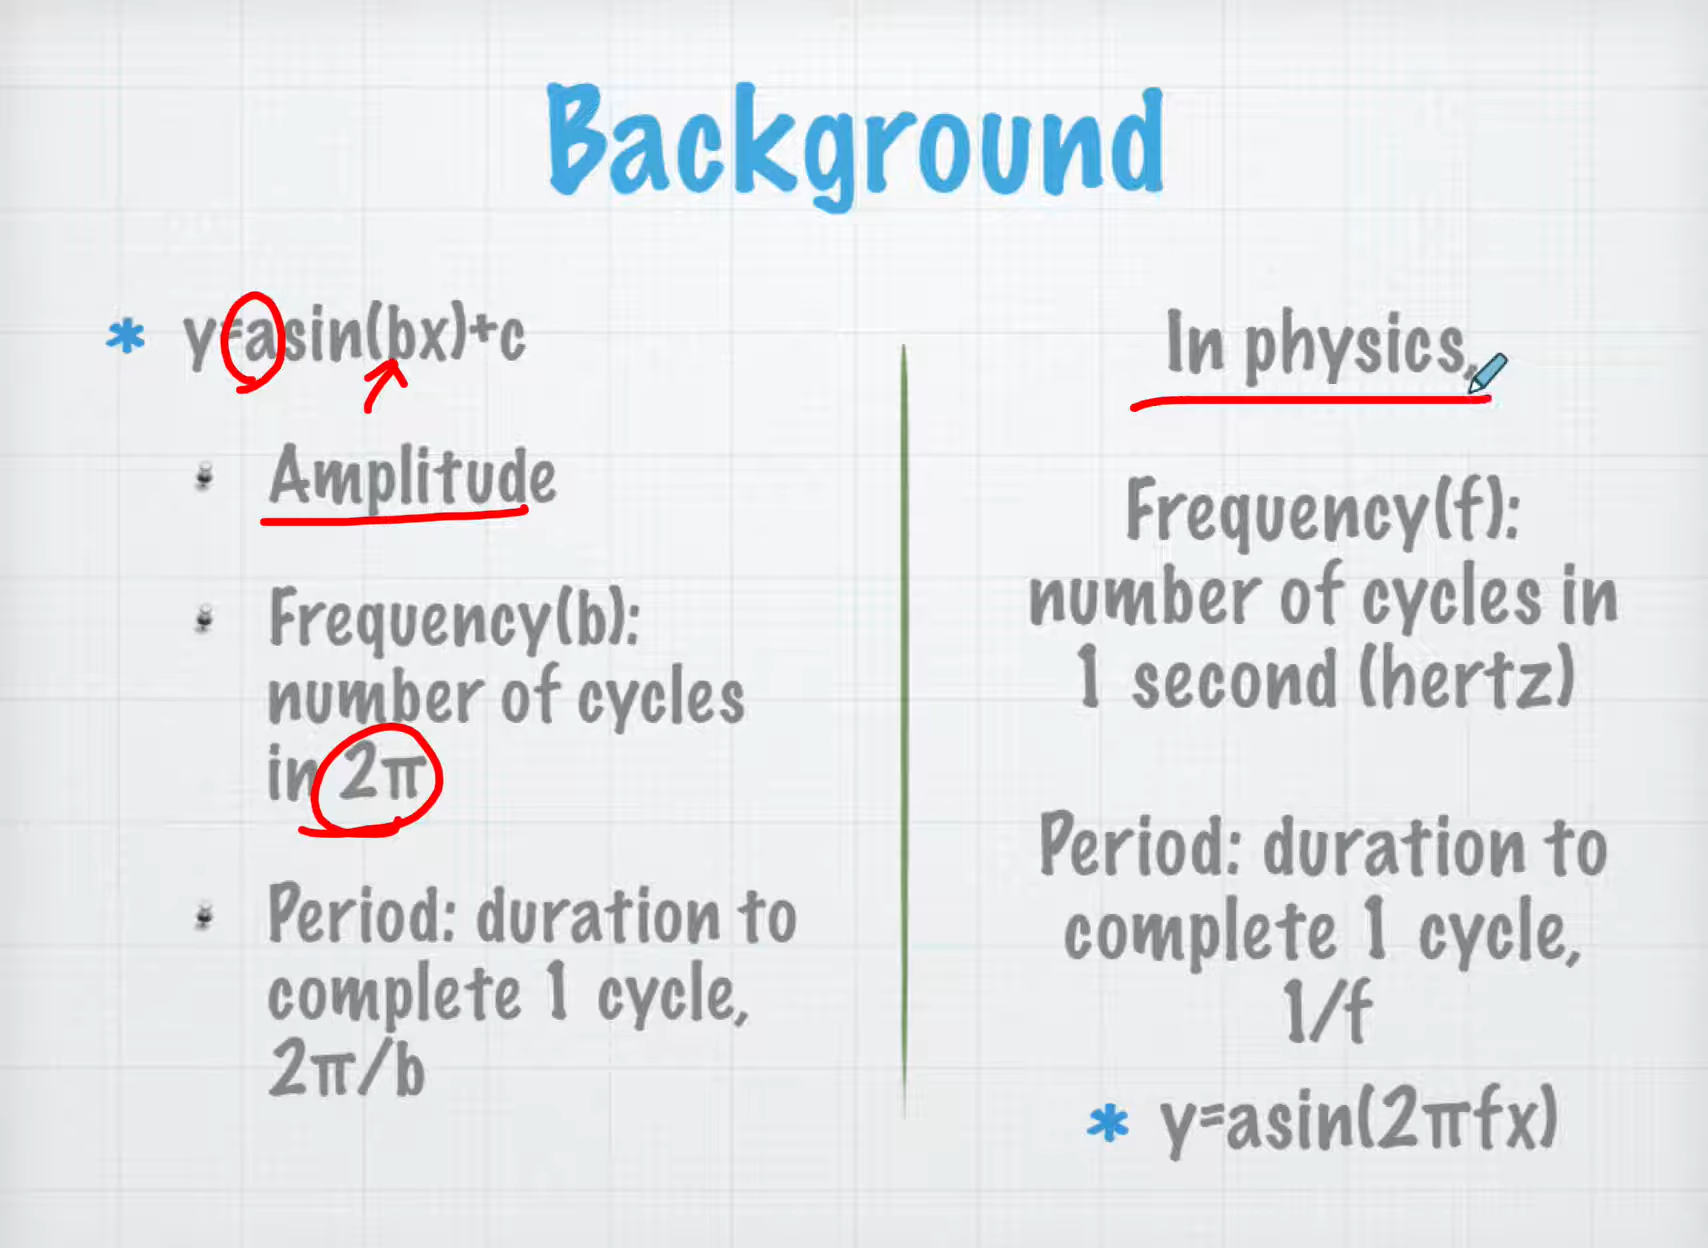 Background
* y=asin(bx)+c
Amplitude
Frequency(b):
number of cycles
in 2π
Period: duration to
complete 1 cycle,
2π/b
In physics,
Frequency(f):
number of cycles in
1 second (hertz)
Period: duration to
complete 1 cycle,
1/f
* y=asin(2πfx)